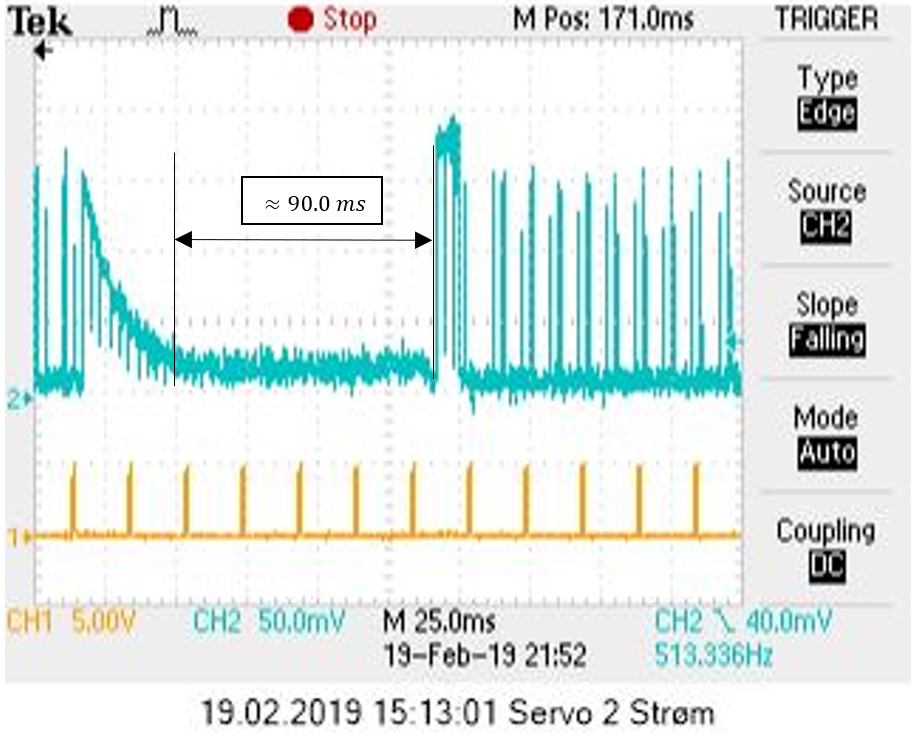 Tek Stop M Pos: 171.0ms TRIGGER
Type
Edge
≈ 90.0 ms
Source
CH2
Slope
Falling
2
Mode
Auto
1
Coupling
DC
CH1 5.00V CH2 50.0mV M 25.0ms CH2 40.0mV
19-Feb-19 21:52 513.336Hz
19.02.2019 15:13:01 Servo 2 Strøm